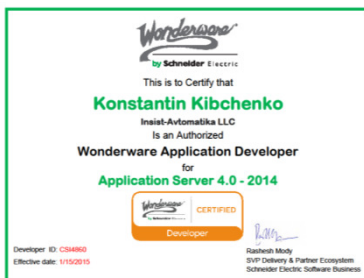 Wonderware
by Schneider Electric
This is to Certify that
Konstantin Kibchenko
Insist-Avtomatika LLC
Is an Authorized
Wonderware Application Developer
for
Application Server 4.0 - 2014
Wonderware
CERTIFIED
Developer
Developer ID: CSI4860
Effective date: 1/15/2015
Rashesh Mody
SVP Delivery & Partner Ecosystem
Schneider Electric Software Business